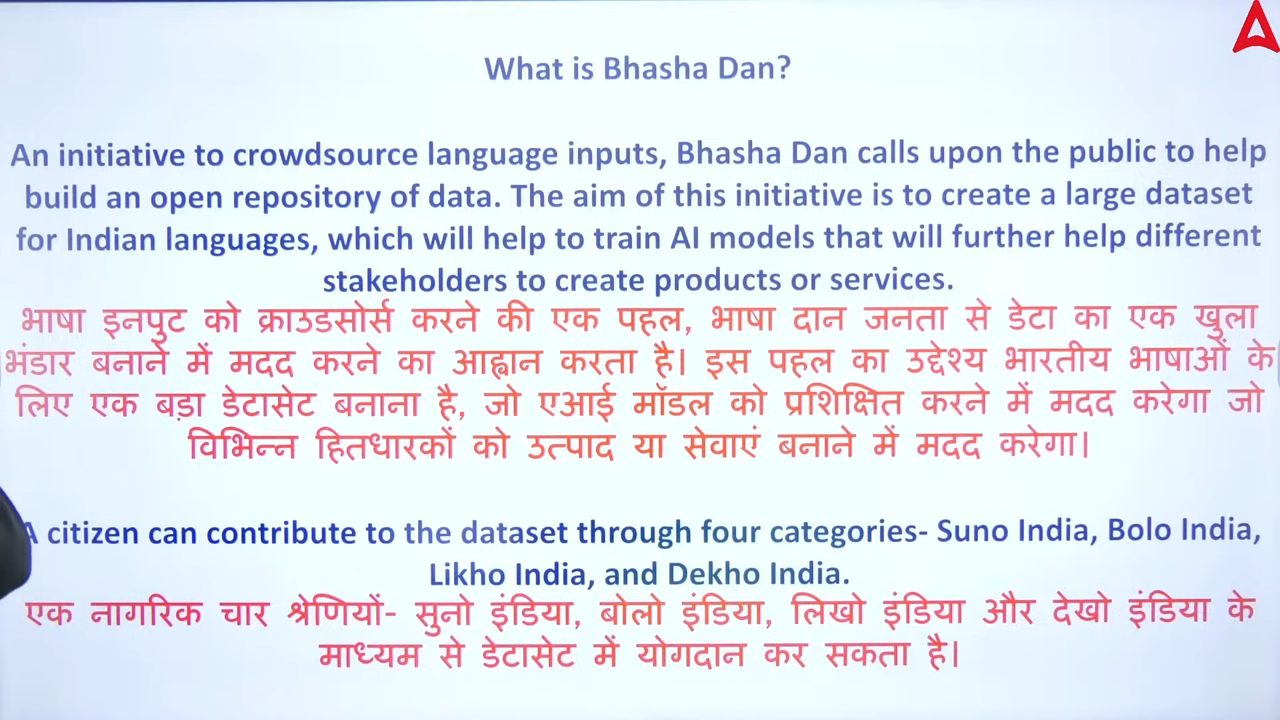 What is Bhasha Dan?
An initiative to crowdsource language inputs, Bhasha Dan calls upon the public to help
build an open repository of data. The aim of this initiative is to create a large dataset
for Indian languages, which will help to train AI models that will further help different
stakeholders to create products or services.
भाषा इनपुट को क्राउडसोर्स करने की एक पहल, भाषा दान जनता से डेटा का एक खुला
भंडार बनाने में मदद करने का आह्वान करता है। इस पहल का उद्देश्य भारतीय भाषाओं के
लिए एक बड़ा डेटासेट बनाना है, जो एआई मॉडल को प्रशिक्षित करने में मदद करेगा जो
विभिन्न हितधारकों को उत्पाद या सेवाएं बनाने में मदद करेगा।
A citizen can contribute to the dataset through four categories- Suno India, Bolo India,
Likho India, and Dekho India.
एक नागरिक चार श्रेणियों- सुनो इंडिया, बोलो इंडिया, लिखो इंडिया और देखो इंडिया के
माध्यम से डेटासेट में योगदान कर सकता है।